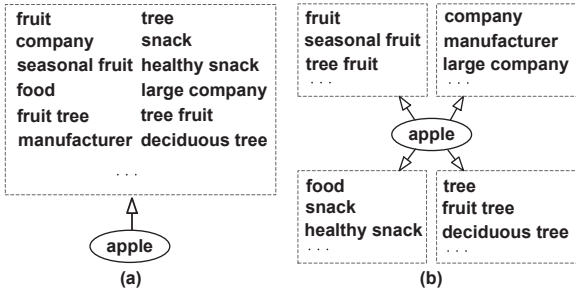 fruit tree
company snack
seasonal fruit healthy snack
food large company
fruit tree tree fruit
manufacturer deciduous tree
...
apple
(a)
fruit
seasonal fruit
tree fruit
...
company
manufacturer
large company
...
apple
food
snack
healthy snack
...
tree
fruit tree
deciduous tree
...
(b)